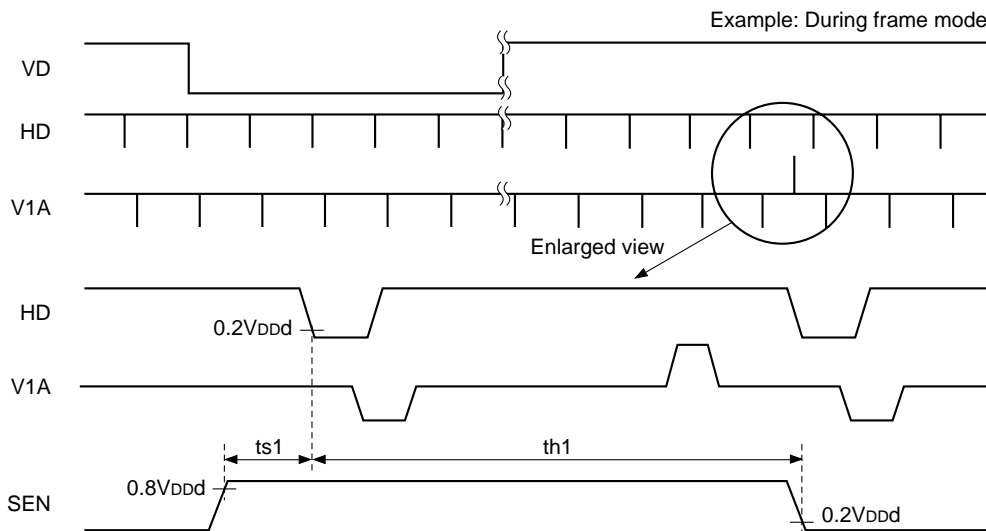 Example: During frame mode
VD
HD
V1A
Enlarged view
HD
0.2VDDd
V1A
ts1
th1
0.8VDDd
SEN
0.2VDDd